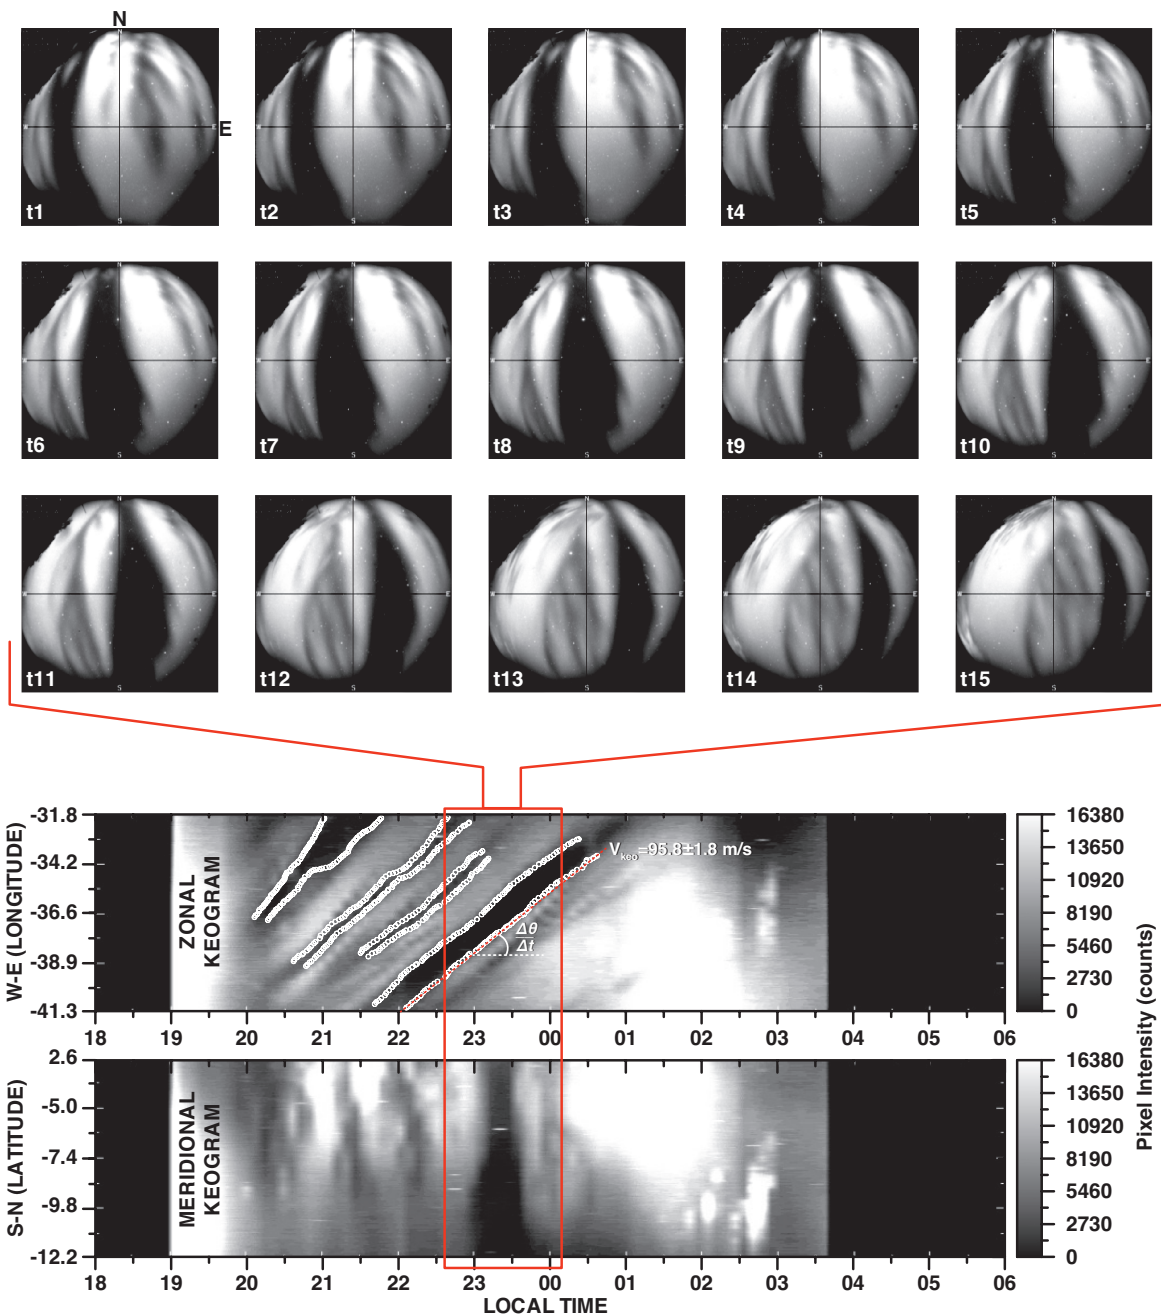 N
E
t1
t2
t3
t4
t5
t6
t7
t8
t9
t10
t11
t12
t13
t14
t15
W-E (LONGITUDE)
-31.8
-34.2
-36.6
-38.9
-41.3
ZONAL
KEOGRAM
V keo =95.8±1.8 m/s
Δθ
Δt
18 19 20 21 22 23 00 01 02 03 04 05 06
16380
13650
10920
8190
5460
2730
0
S-N (LATITUDE)
2.6
-5.0
-7.4
-9.8
-12.2
MERIDIONAL
KEOGRAM
18 19 20 21 22 23 00 01 02 03 04 05 06
LOCAL TIME
16380
13650
10920
8190
5460
2730
0
Pixel Intensity (counts)